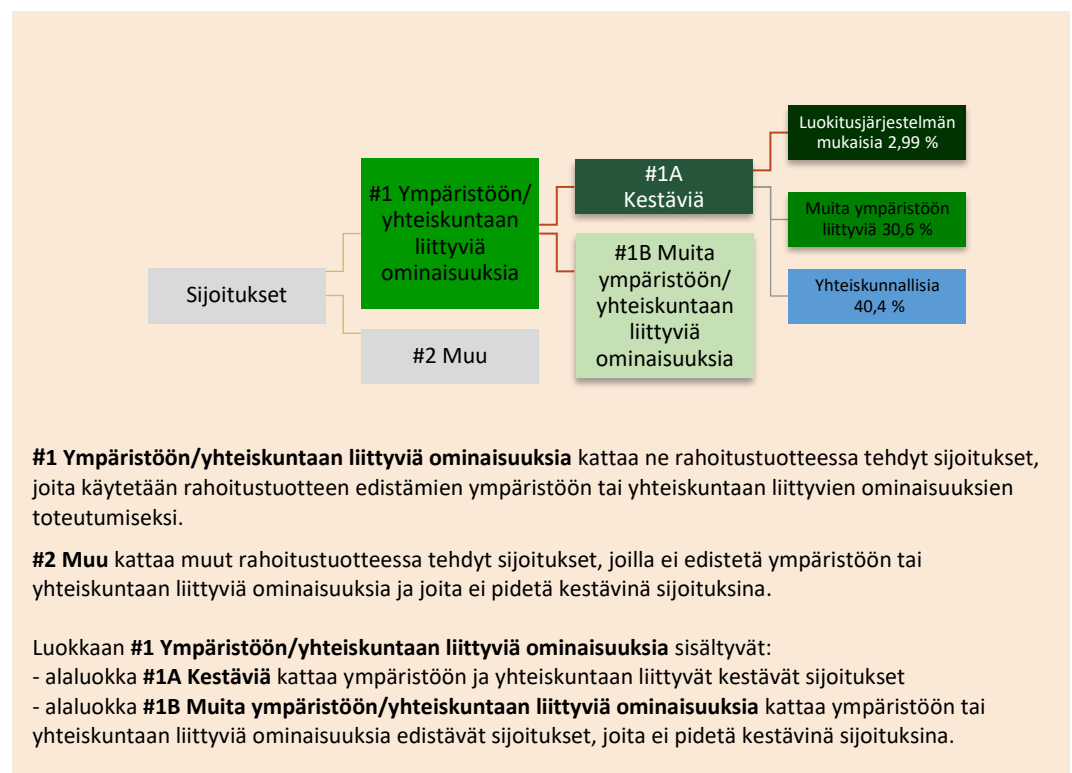 Sijoitukset
#1 Ympäristöön/
yhteiskuntaan
liittyviä
ominaisuuksia
#2 Muu
#1A
Kestäviä
#1B Muita
ympäristöön/
yhteiskuntaan
liittyviä
ominaisuuksia
Luokitusjärjestelmän
mukaisia 2,99 %
Muita ympäristöön
liittyviä 30,6 %
Yhteiskunnallisia
40,4 %
#1 Ympäristöön/yhteiskuntaan liittyviä ominaisuuksia kattaa ne rahoitustuotteessa tehdyt sijoitukset,
joita käytetään rahoitustuotteen edistämien ympäristöön tai yhteiskuntaan liittyvien ominaisuuksien
toteutumiseksi.
#2 Muu kattaa muut rahoitustuotteessa tehdyt sijoitukset, joilla ei edistetä ympäristöön tai
yhteiskuntaan liittyviä ominaisuuksia ja joita ei pidetä kestävinä sijoituksina.
Luokkaan #1 Ympäristöön/yhteiskuntaan liittyviä ominaisuuksia sisältyvät:
- alaluokka #1A Kestäviä kattaa ympäristöön ja yhteiskuntaan liittyvät kestävät sijoitukset
- alaluokka #1B Muita ympäristöön/yhteiskuntaan liittyviä ominaisuuksia kattaa ympäristöön tai
yhteiskuntaan liittyviä ominaisuuksia edistävät sijoitukset, joita ei pidetä kestävinä sijoituksina.